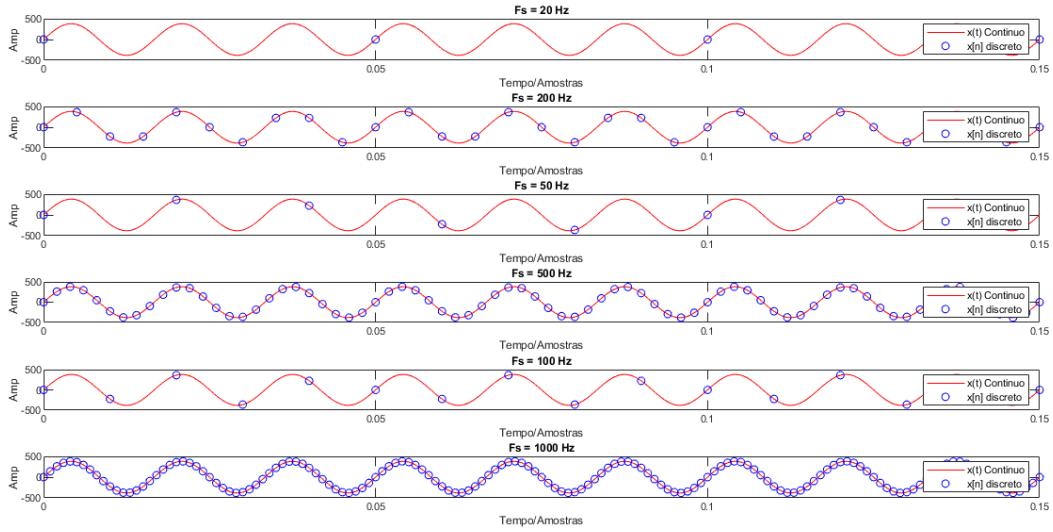 Fs = 20 Hz
500
-500
Amp
0
0.05
0.1
0.15
Tempo/Amostras
x(t) Continuo
x[n] discreto
Fs = 200 Hz
500
0
-500
Amp
0
0.05
0.1
0.15
Tempo/Amostras
x(t) Continuo
x[n] discreto
Fs = 50 Hz
500
0
-500
Amp
0
0.05
0.1
0.15
Tempo/Amostras
x(t) Continuo
x[n] discreto
Fs = 500 Hz
500
0
-500
Amp
0
0.05
0.1
0.15
Tempo/Amostras
x(t) Continuo
x[n] discreto
Fs = 100 Hz
500
0
-500
Amp
0
0.05
0.1
0.15
Tempo/Amostras
x(t) Continuo
x[n] discreto
Fs = 1000 Hz
500
0
-500
Amp
0
0.05
0.1
0.15
Tempo/Amostras
x(t) Continuo
x[n] discreto